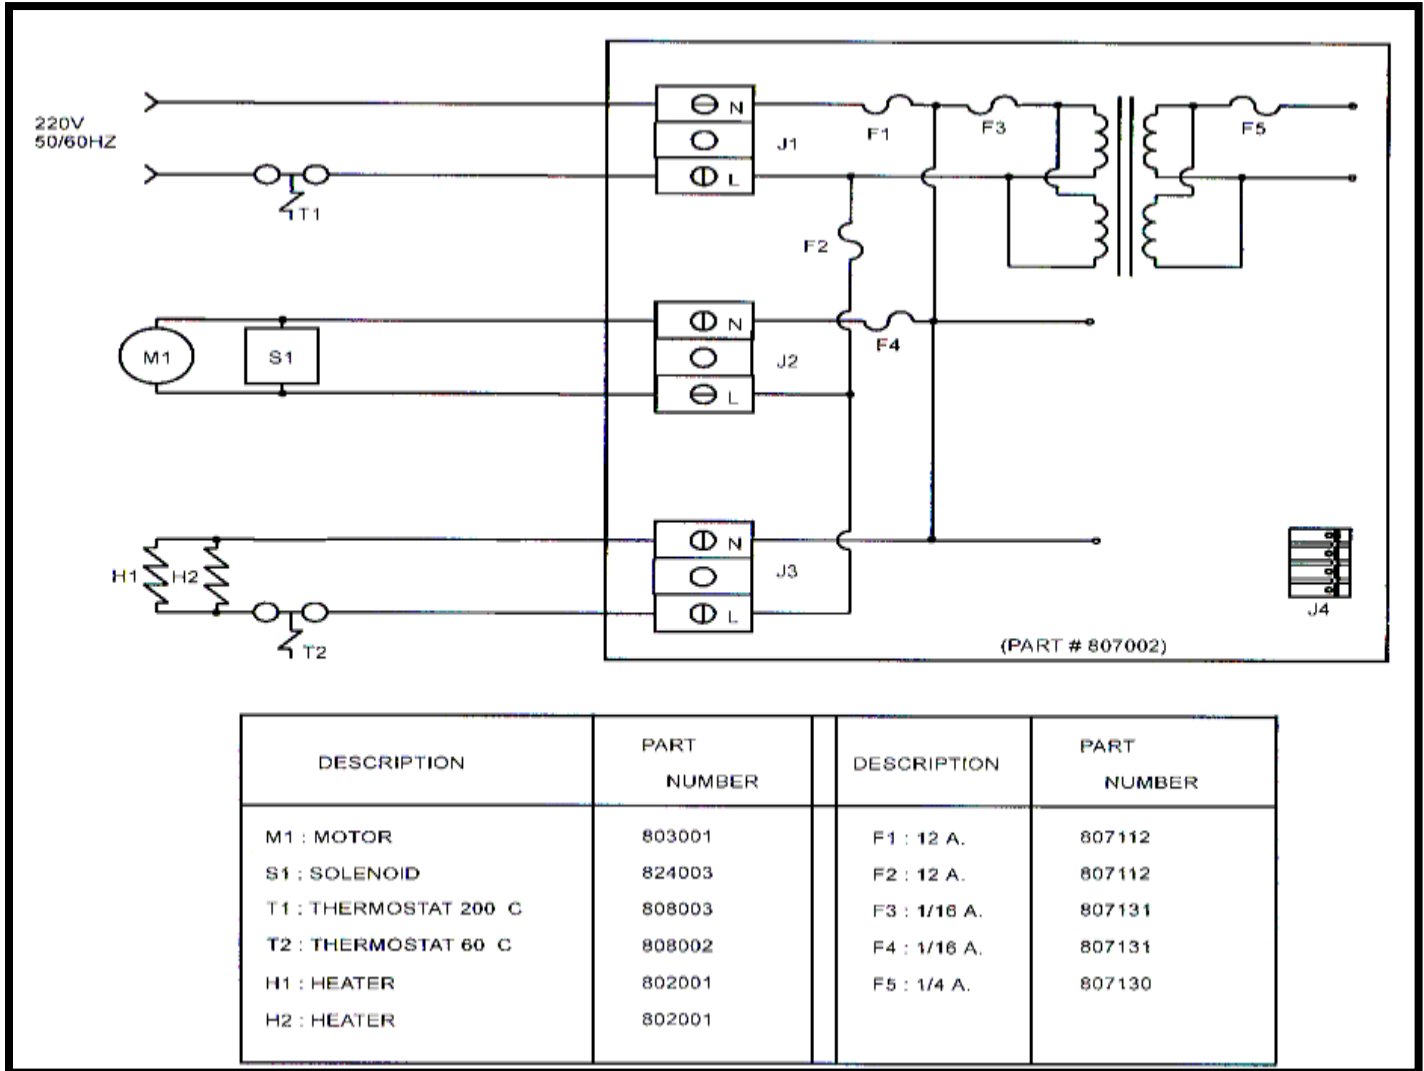 220V
50/60HZ
T1
N
J1
L
F1
F3
F5
F2
M1
S1
N
J2
L
F4
H1
H2
T2
N
J3
L
J4
(PART # 807002)
DESCRIPTION
PART
NUMBER
DESCRIPTION
PART
NUMBER
M1 : MOTOR 803001 F1 : 12 A. 807112
S1 : SOLENOID 824003 F2 : 12 A. 807112
T1 : THERMOSTAT 200 C 808003 F3 : 1/16 A. 807131
T2 : THERMOSTAT 60 C 808002 F4 : 1/16 A. 807131
H1 : HEATER 802001 F5 : 1/4 A. 807130
H2 : HEATER 802001